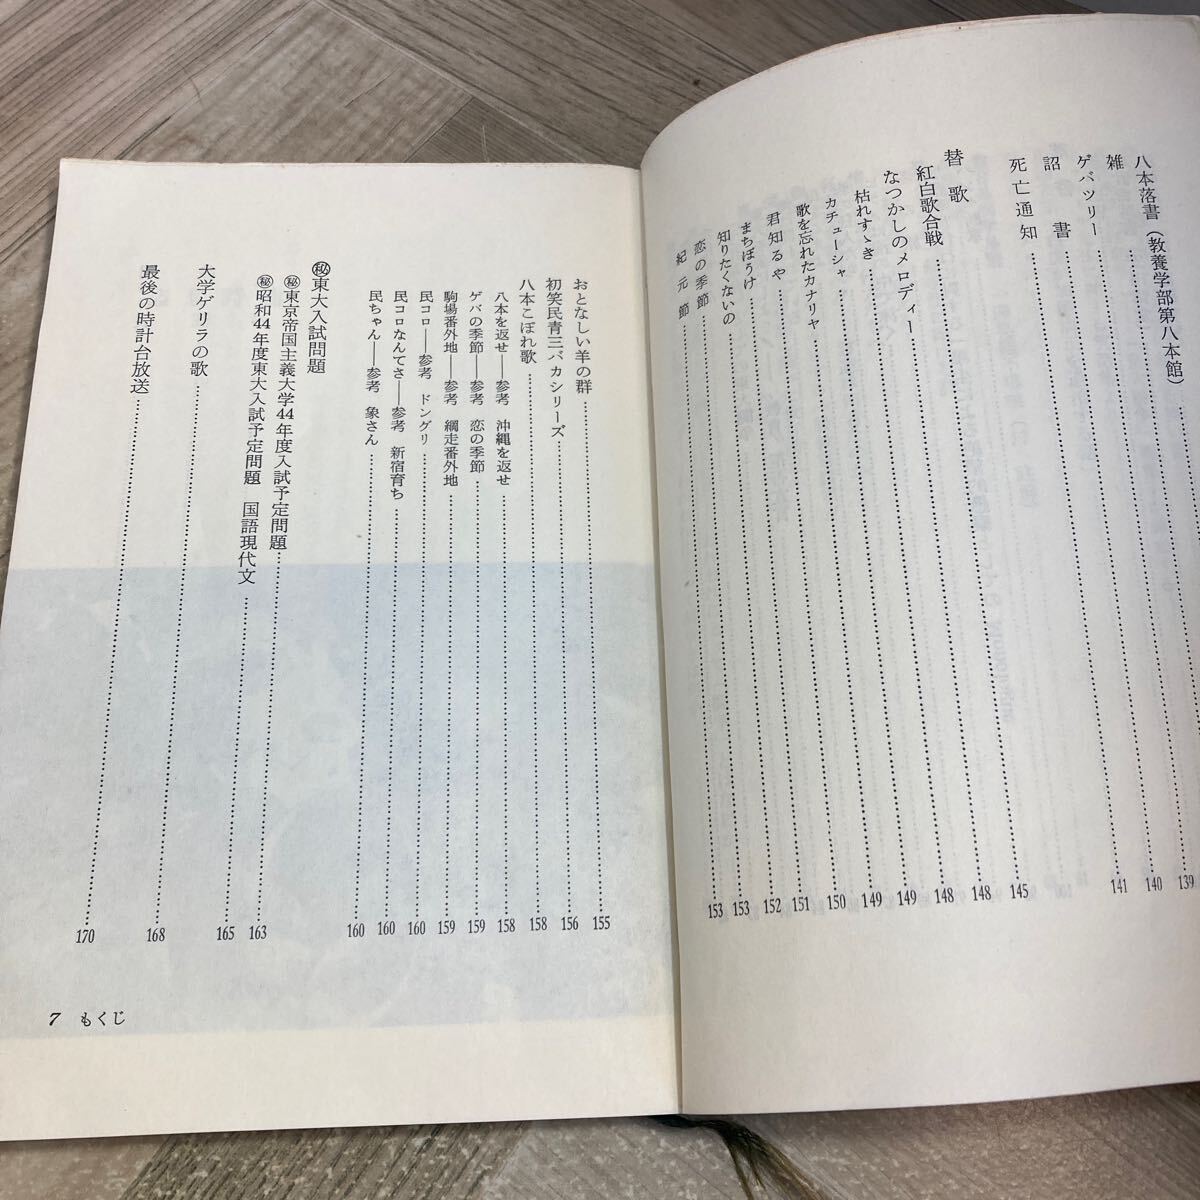 八本落書（教養学部第八本館）
雑 139
ゲバツリー 140
詔書 141
死亡通知 145
替歌 148
紅白歌合戦 148
なつかしのメロディー 149
枯れすゝき 149
カチューシャ 150
歌を忘れたカナリヤ 151
君知るや 152
まちぼうけ
知りたくないの 153
恋の季節 153
紀元節
おとなしい羊の群 155
初笑民青三バカシリーズ 156
八本こぼれ歌 158
八本を返せ――参考 沖縄を返せ 158
ゲバの季節――参考 恋の季節 159
駒場番外地――参考 網走番外地 159
民コロ――参考 ドングリ 160
民コロなんてさ――参考 新宿育ち 160
民ちゃん――参考 象さん 160
㊙東大入試問題
㊙東京帝国主義大学44年度入試予定問題 163
㊙昭和44年度東大入試予定問題 国語現代文 165
大学ゲリラの歌 168
最後の時計台放送 170
7 もくじ